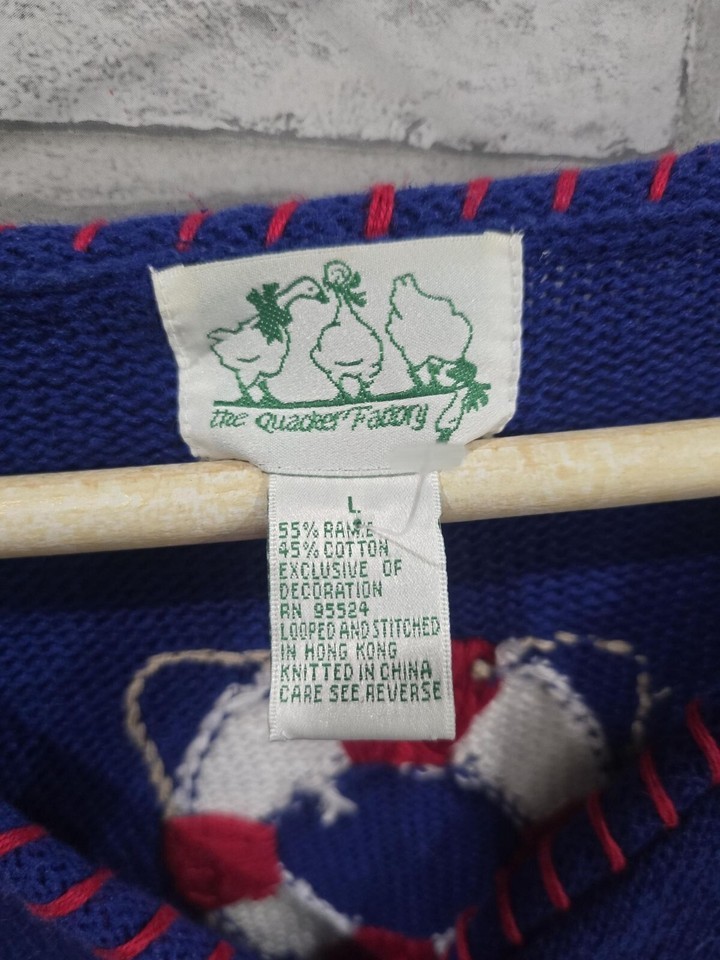 the Quacker Factory
L
55% RAMIE
45% COTTON
EXCLUSIVE OF
DECORATION
RN 95524
LOOPED AND STITCHED
IN HONG KONG
KNITTED IN CHINA
CARE SEE REVERSE